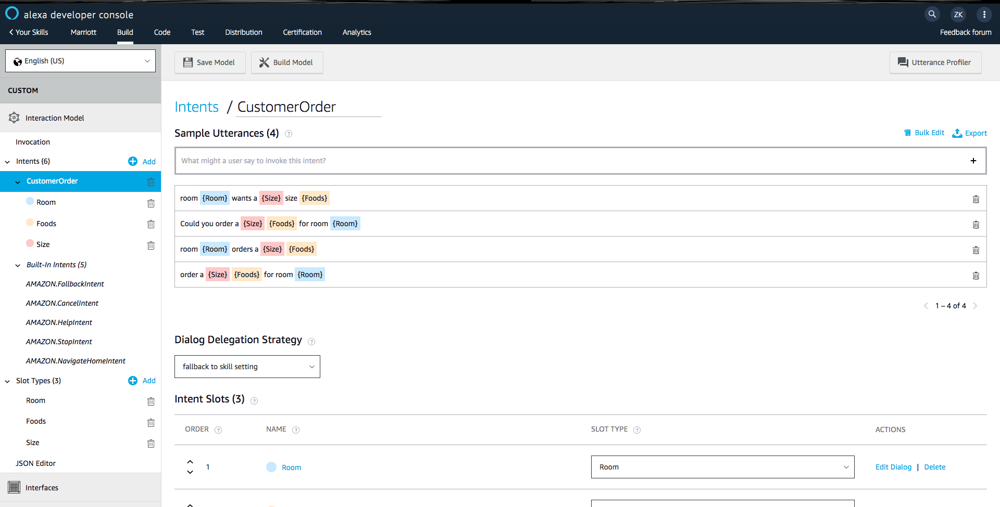 alexa developer console
ZK
Your Skills Marriott Build Code Test Distribution Certification Analytics Feedback forum
English (US)
Save Model Build Model Utterance Profiler
CUSTOM
Interaction Model
Invocation
Intents (6) Add
CustomerOrder
Room
Foods
Size
Built-In Intents (5)
AMAZON.FallbackIntent
AMAZON.CancelIntent
AMAZON.HelpIntent
AMAZON.StopIntent
AMAZON.NavigateHomeIntent
Slot Types (3) Add
Room
Foods
Size
JSON Editor
Interfaces
Intents / CustomerOrder
Sample Utterances (4) ? Bulk Edit Export
What might a user say to invoke this intent? +
room {Room} wants a {Size} size {Foods}
Could you order a {Size} {Foods} for room {Room}
room {Room} orders a {Size} {Foods}
order a {Size} {Foods} for room {Room}
1 – 4 of 4
Dialog Delegation Strategy ?
fallback to skill setting
Intent Slots (3) ?
ORDER ? NAME ? SLOT TYPE ? ACTIONS
1 Room Room Edit Dialog | Delete